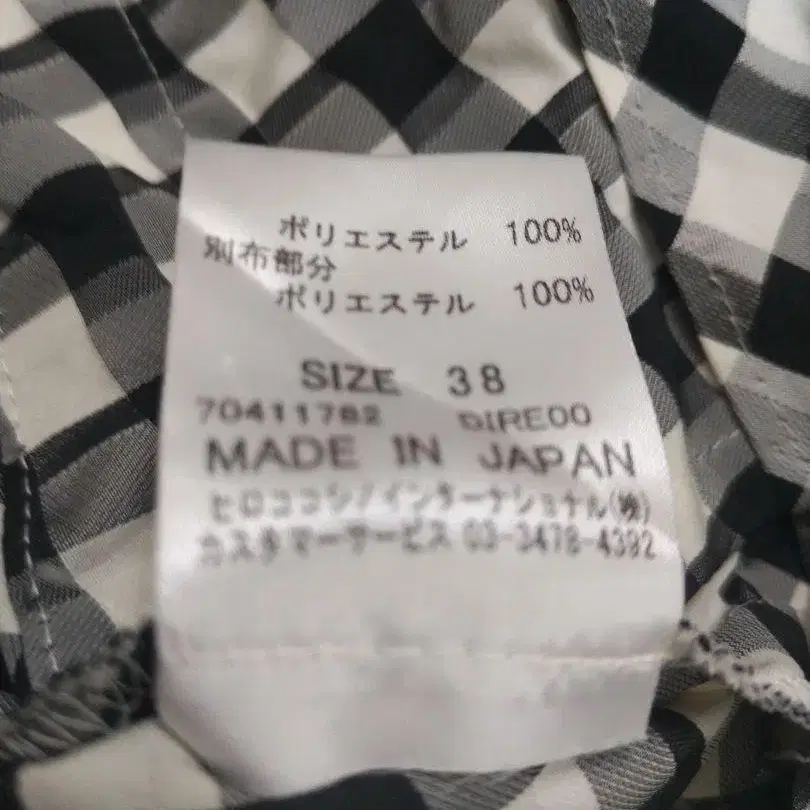 ポリエステル 100%
別布部分
ポリエステル 100%
SIZE 38
70411782 DIRE00
MADE IN JAPAN
ヒロココシノインターナショナル(株)
カスタマーサービス 03-3478-4392